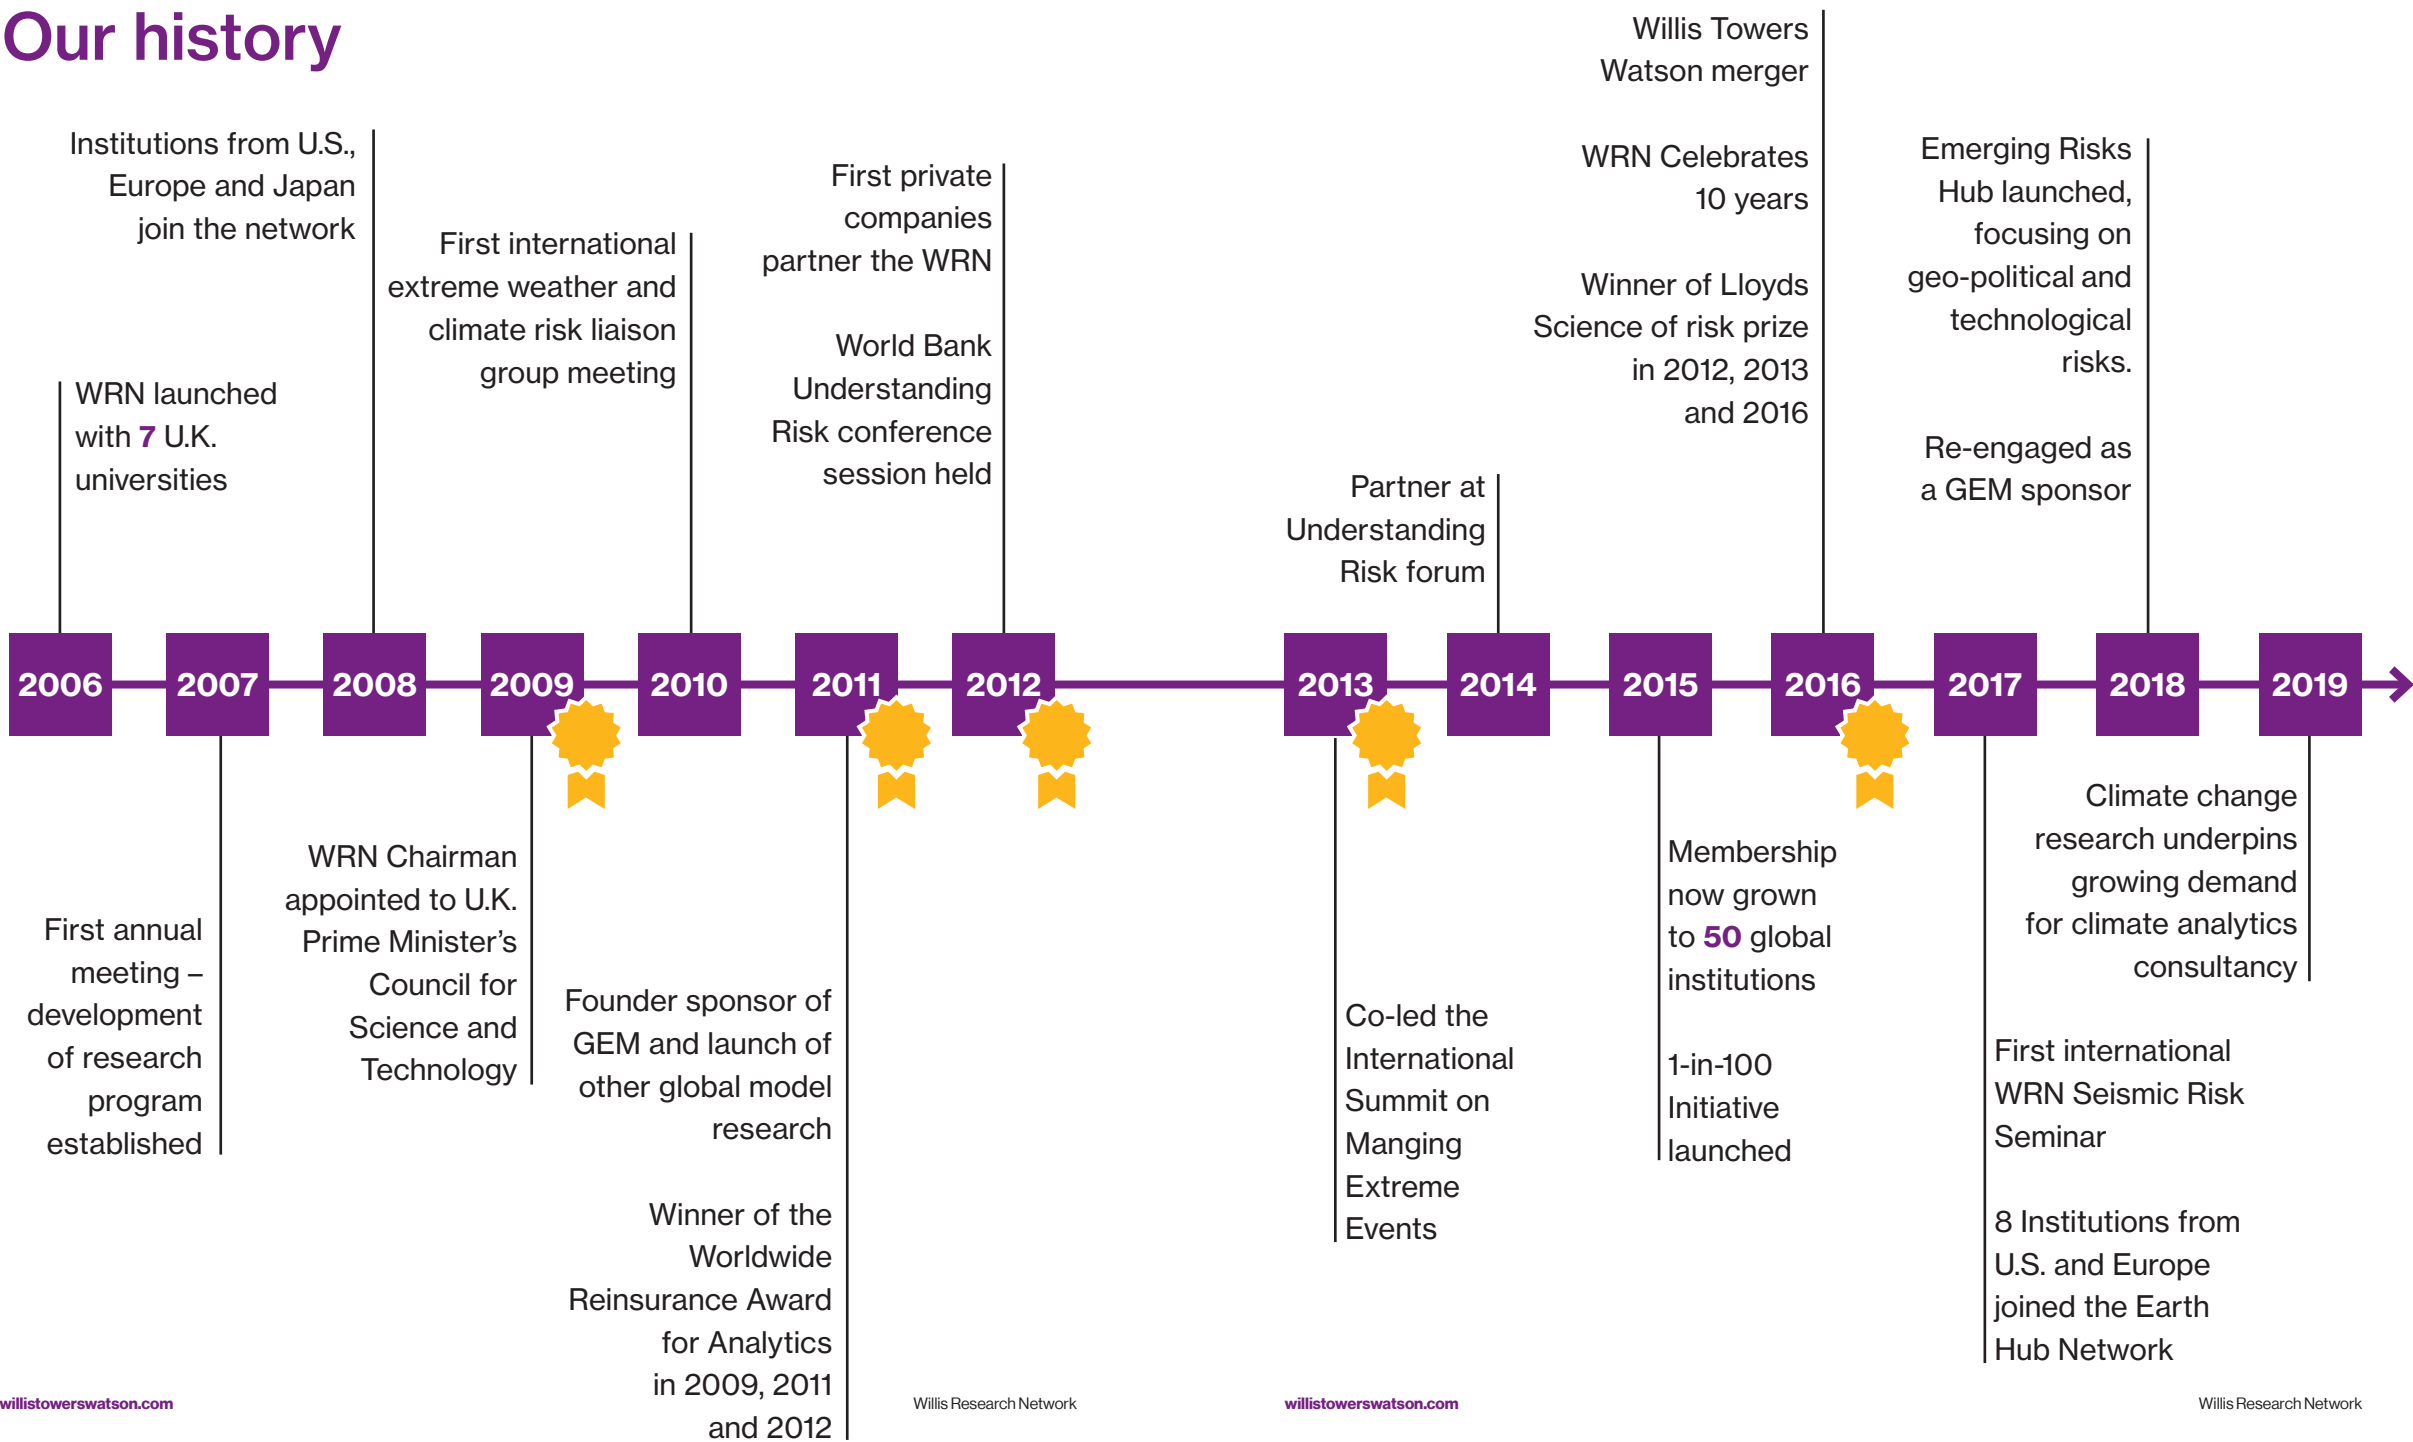 Our history
WRN launched
with 7 U.K.
universities
Institutions from U.S.,
Europe and Japan
join the network
First international
extreme weather and
climate risk liaison
group meeting
First private
companies
partner the WRN
World Bank
Understanding
Risk conference
session held
Partner at
Understanding
Risk forum
Willis Towers
Watson merger
WRN Celebrates
10 years
Winner of Lloyds
Science of risk prize
in 2012, 2013
and 2016
Emerging Risks
Hub launched,
focusing on
geo-political and
technological
risks.
Re-engaged as
a GEM sponsor
2006 2007 2008 2009 2010 2011 2012 2013 2014 2015 2016 2017 2018 2019
First annual
meeting –
development
of research
program
established
WRN Chairman
appointed to U.K.
Prime Minister’s
Council for
Science and
Technology
Founder sponsor of
GEM and launch of
other global model
research
Winner of the
Worldwide
Reinsurance Award
for Analytics
in 2009, 2011
and 2012
Co-led the
International
Summit on
Manging
Extreme
Events
Membership
now grown
to 50 global
institutions
1-in-100
Initiative
launched
First international
WRN Seismic Risk
Seminar
8 Institutions from
U.S. and Europe
joined the Earth
Hub Network
Climate change
research underpins
growing demand
for climate analytics
consultancy
willistowerswatson.com
Willis Research Network
willistowerswatson.com
Willis Research Network